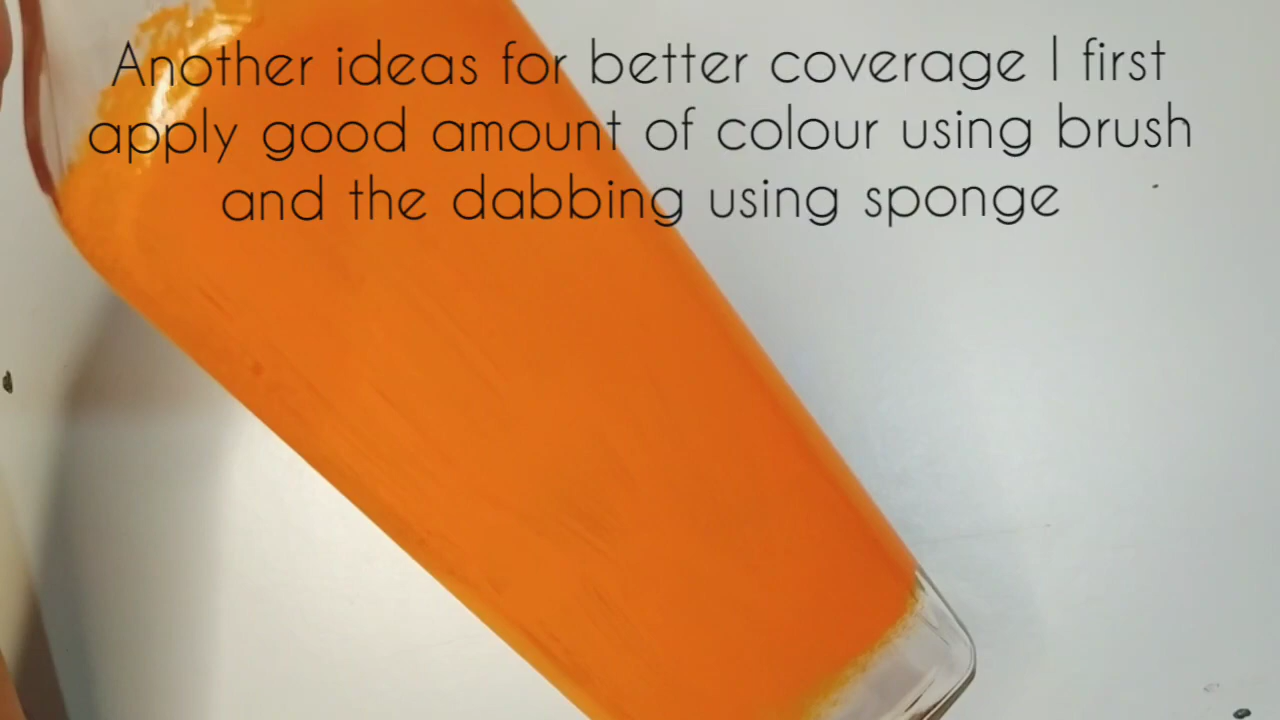 Another ideas for better coverage I first
apply good amount of colour using brush
and the dabbing using sponge